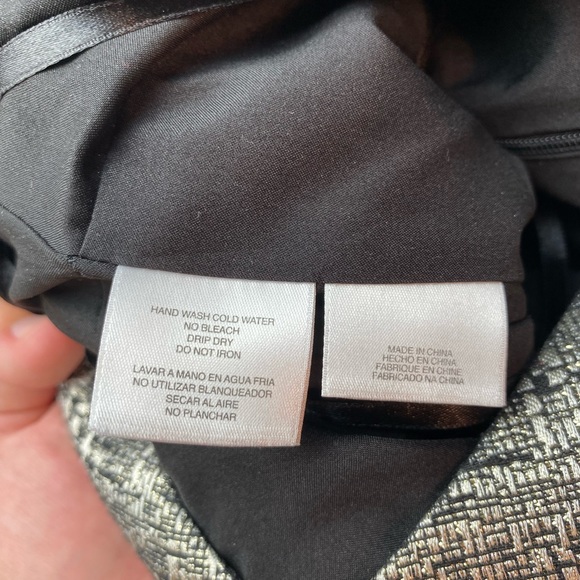 HAND WASH COLD WATER
NO BLEACH
DRIP DRY
DO NOT IRON
LAVAR A MANO EN AGUA FRIA
NO UTILIZAR BLANQUEADOR
SECAR AL AIRE
NO PLANCHAR
MADE IN CHINA
HECHO EN CHINA
FABRIQUE EN CHINE
FABRICADO NA CHINA